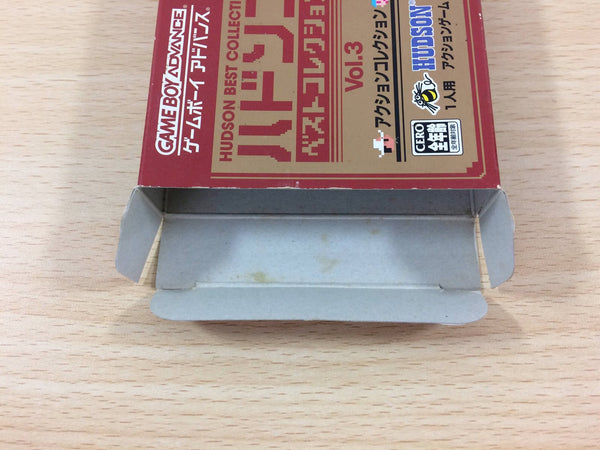 GAME BOY ADVANCE
ゲームボーイ アドバンス
HUDSON BEST COLLECTION
ハドソン
ベストコレクション
Vol.3
アクションコレクション
HUDSON
1人用 アクションゲーム
CERO
全年齢